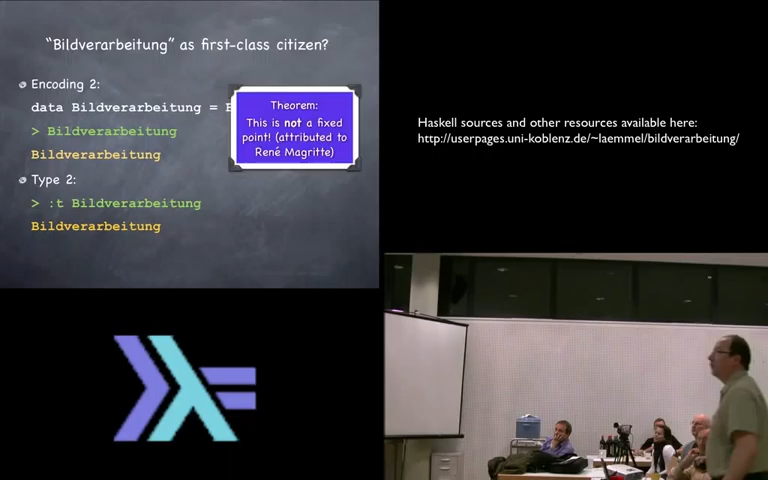 “Bildverarbeitung” as first-class citizen?
Encoding 2:
data Bildverarbeitung =
> Bildverarbeitung
Bildverarbeitung
Type 2:
> :t Bildverarbeitung
Bildverarbeitung
Theorem:
This is not a fixed
point! (attributed to
René Magritte)
Haskell sources and other resources available here:
http://userpages.uni-koblenz.de/~laemmel/bildverarbeitung/